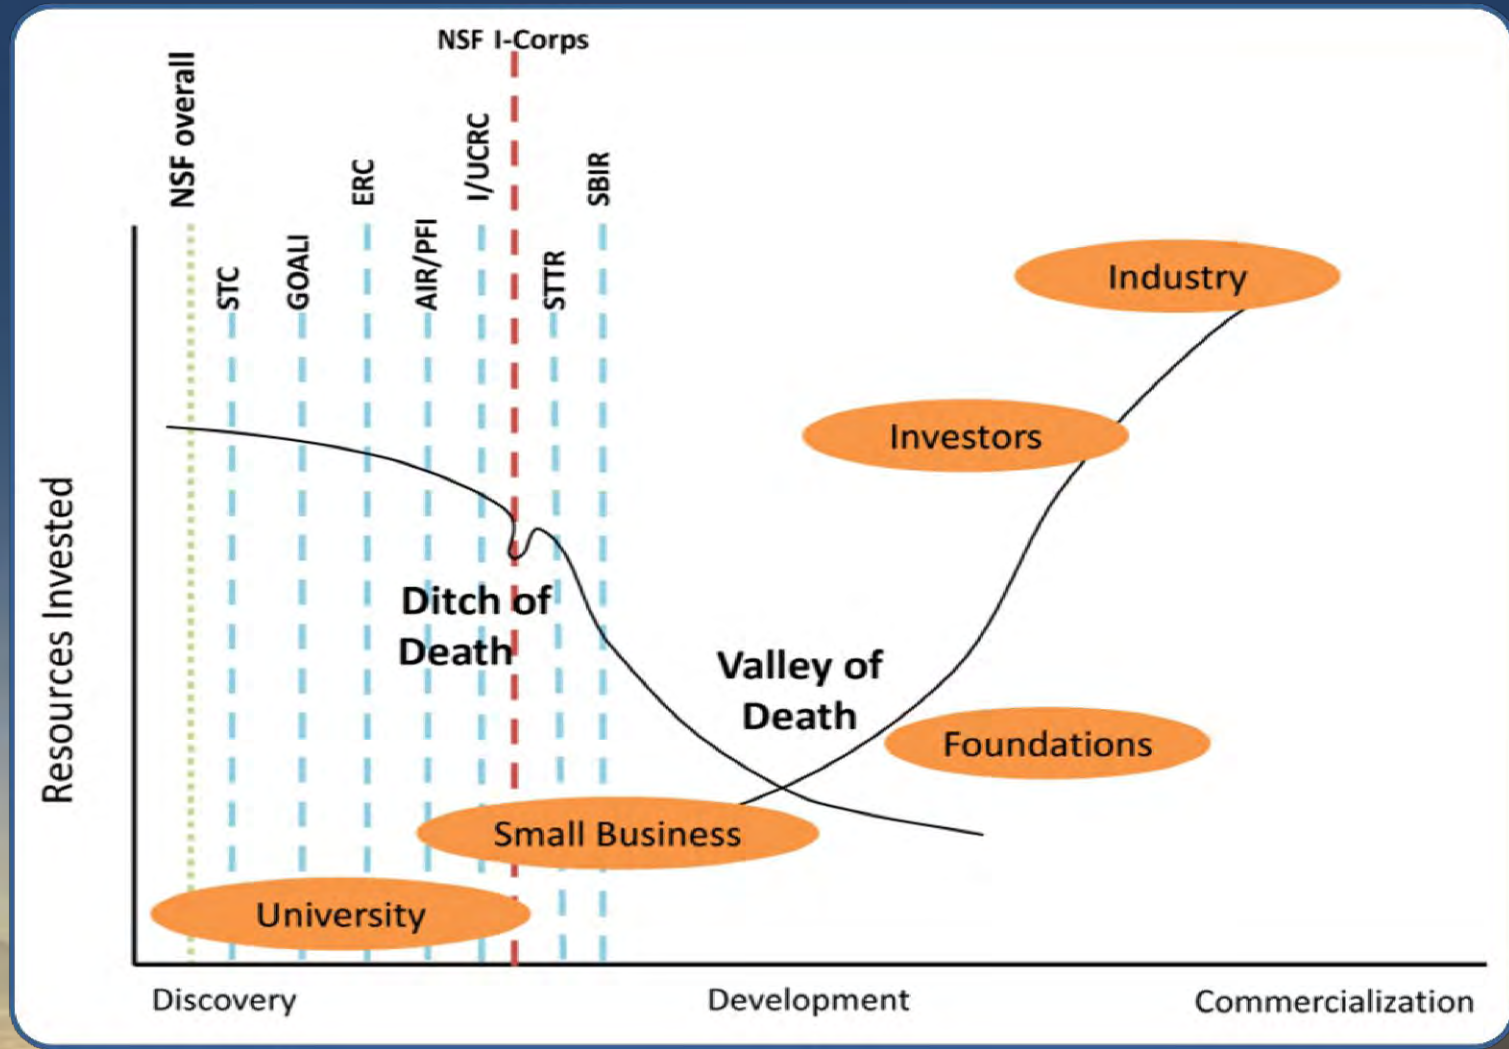 NSF I-Corps
NSF overall
STC
GOALI
ERC
AIR/PFI
I/UCRC
STTR
SBIR
Industry
Investors
Resources Invested
Ditch of
Death
Valley of
Death
Foundations
Small Business
University
Discovery
Development
Commercialization